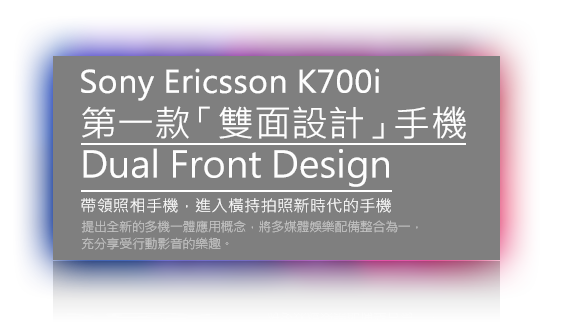 Sony Ericsson K700i
第一款「雙面設計」手機
Dual Front Design
帶領照相手機，進入橫持拍照新時代的手機
提出全新的多機一體應用概念，將多媒體娛樂配備整合為一，
充分享受行動影音的樂趣。